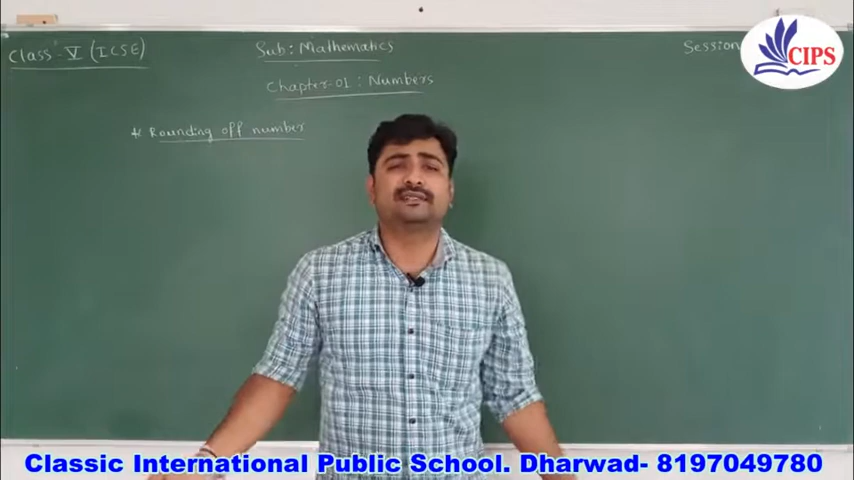 Class - V (ICSE)
Sub: Mathematics
Session
CIPS
Chapter-01 : Numbers
* Rounding off number
Classic International Public School. Dharwad- 8197049780